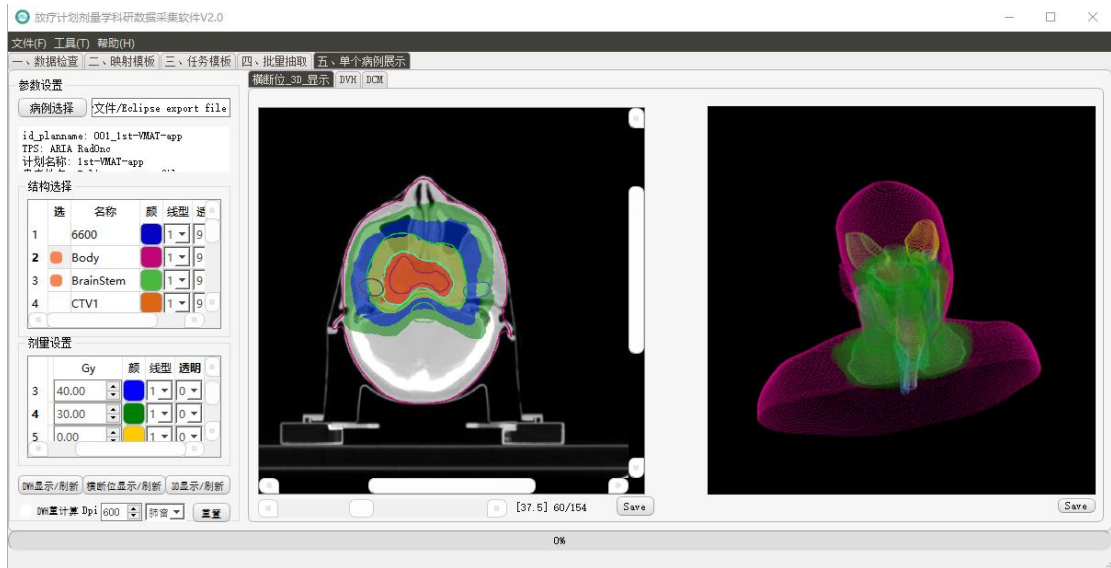 放疗计划剂量学科研数据采集软件V2.0
文件(F) 工具(T) 帮助(H)
一、数据检查 二、映射模板 三、任务模板 四、批量抽取 五、单个病例展示
参数设置
病例选择 文件/Eclipse export file
id_planname: 001_1st-VMAT-app
TPS: ARIA RadOnc
计划名称: 1st-VMAT-app
结构选择
选 名称 颜 线型 透
1 6600 1 9
2 Body 1 9
3 BrainStem 1 9
4 CTV1 1 9
剂量设置
Gy 颜 线型 透明
3 40.00 1 0
4 30.00 1 0
5 0.00 1 0
DVH显示/刷新 横断位显示/刷新 3D显示/刷新
DVH重计算 Dpi 600 肺窗 重置
横断位_3D_显示 DVH DCM
[37.5] 60/154 Save
Save
0%